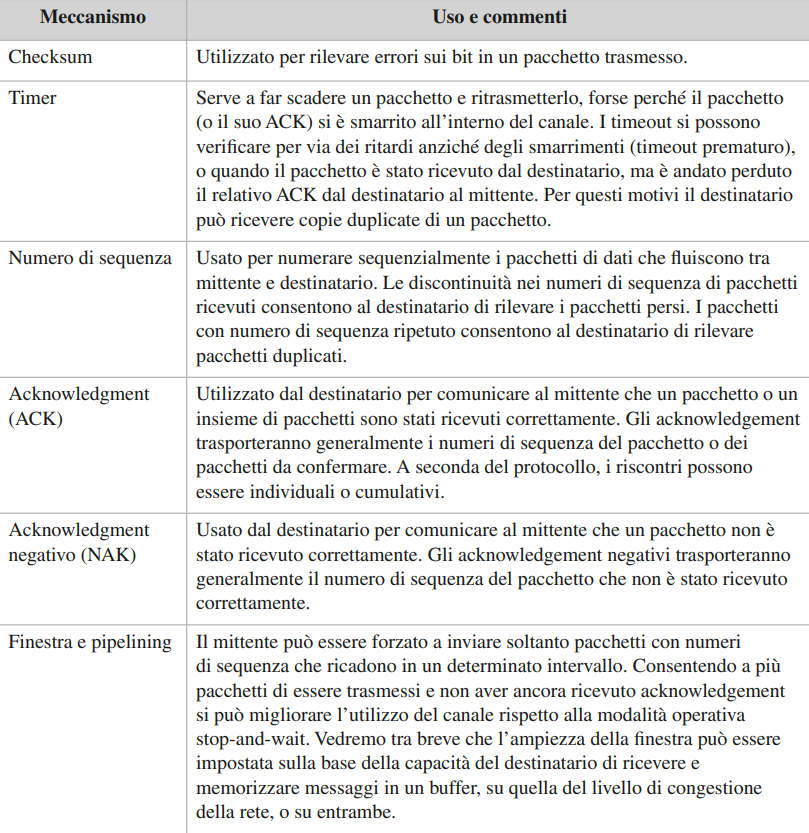 Meccanismo Uso e commenti
Checksum Utilizzato per rilevare errori sui bit in un pacchetto trasmesso.
Timer Serve a far scadere un pacchetto e ritrasmetterlo, forse perché il pacchetto
(o il suo ACK) si è smarrito all’interno del canale. I timeout si possono
verificare per via dei ritardi anziché degli smarrimenti (timeout prematuro),
o quando il pacchetto è stato ricevuto dal destinatario, ma è andato perduto
il relativo ACK dal destinatario al mittente. Per questi motivi il destinatario
può ricevere copie duplicate di un pacchetto.
Numero di sequenza Usato per numerare sequenzialmente i pacchetti di dati che fluiscono tra
mittente e destinatario. Le discontinuità nei numeri di sequenza di pacchetti
ricevuti consentono al destinatario di rilevare i pacchetti persi. I pacchetti
con numero di sequenza ripetuto consentono al destinatario di rilevare
pacchetti duplicati.
Acknowledgment Utilizzato dal destinatario per comunicare al mittente che un pacchetto o un
(ACK) insieme di pacchetti sono stati ricevuti correttamente. Gli acknowledgement
trasporteranno generalmente i numeri di sequenza del pacchetto o dei
pacchetti da confermare. A seconda del protocollo, i riscontri possono
essere individuali o cumulativi.
Acknowledgment Usato dal destinatario per comunicare al mittente che un pacchetto non è
negativo (NAK) stato ricevuto correttamente. Gli acknowledgement negativi trasporteranno
generalmente il numero di sequenza del pacchetto che non è stato ricevuto
correttamente.
Finestra e pipelining Il mittente può essere forzato a inviare soltanto pacchetti con numeri
di sequenza che ricadono in un determinato intervallo. Consentendo a più
pacchetti di essere trasmessi e non aver ancora ricevuto acknowledgement
si può migliorare l’utilizzo del canale rispetto alla modalità operativa
stop-and-wait. Vedremo tra breve che l’ampiezza della finestra può essere
impostata sulla base della capacità del destinatario di ricevere e
memorizzare messaggi in un buffer, su quella del livello di congestione
della rete, o su entrambe.